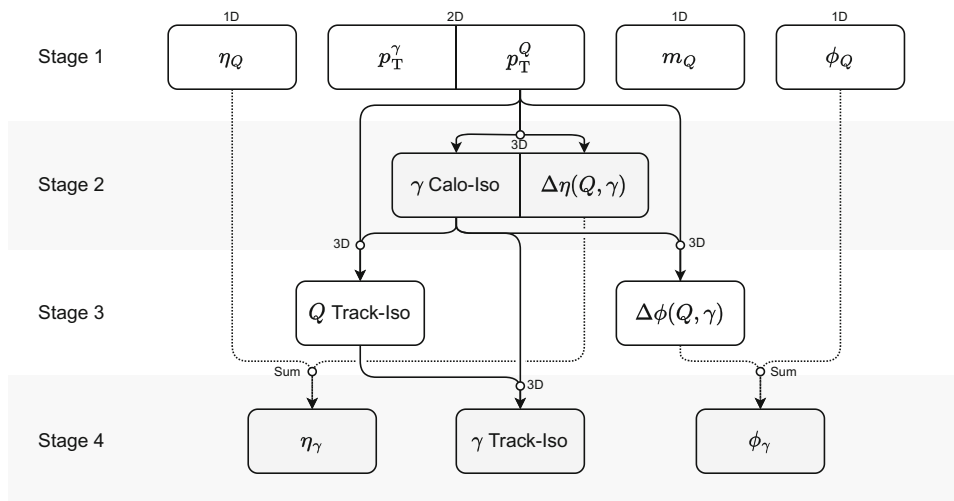 1D 2D 1D 1D
Stage 1 η_Q p_T^γ p_T^Q m_Q ϕ_Q
3D
Stage 2 γ Calo-Iso Δη(Q, γ)
3D 3D
Stage 3 Q Track-Iso Δϕ(Q, γ)
Sum Sum
3D
Stage 4 η_γ γ Track-Iso ϕ_γ